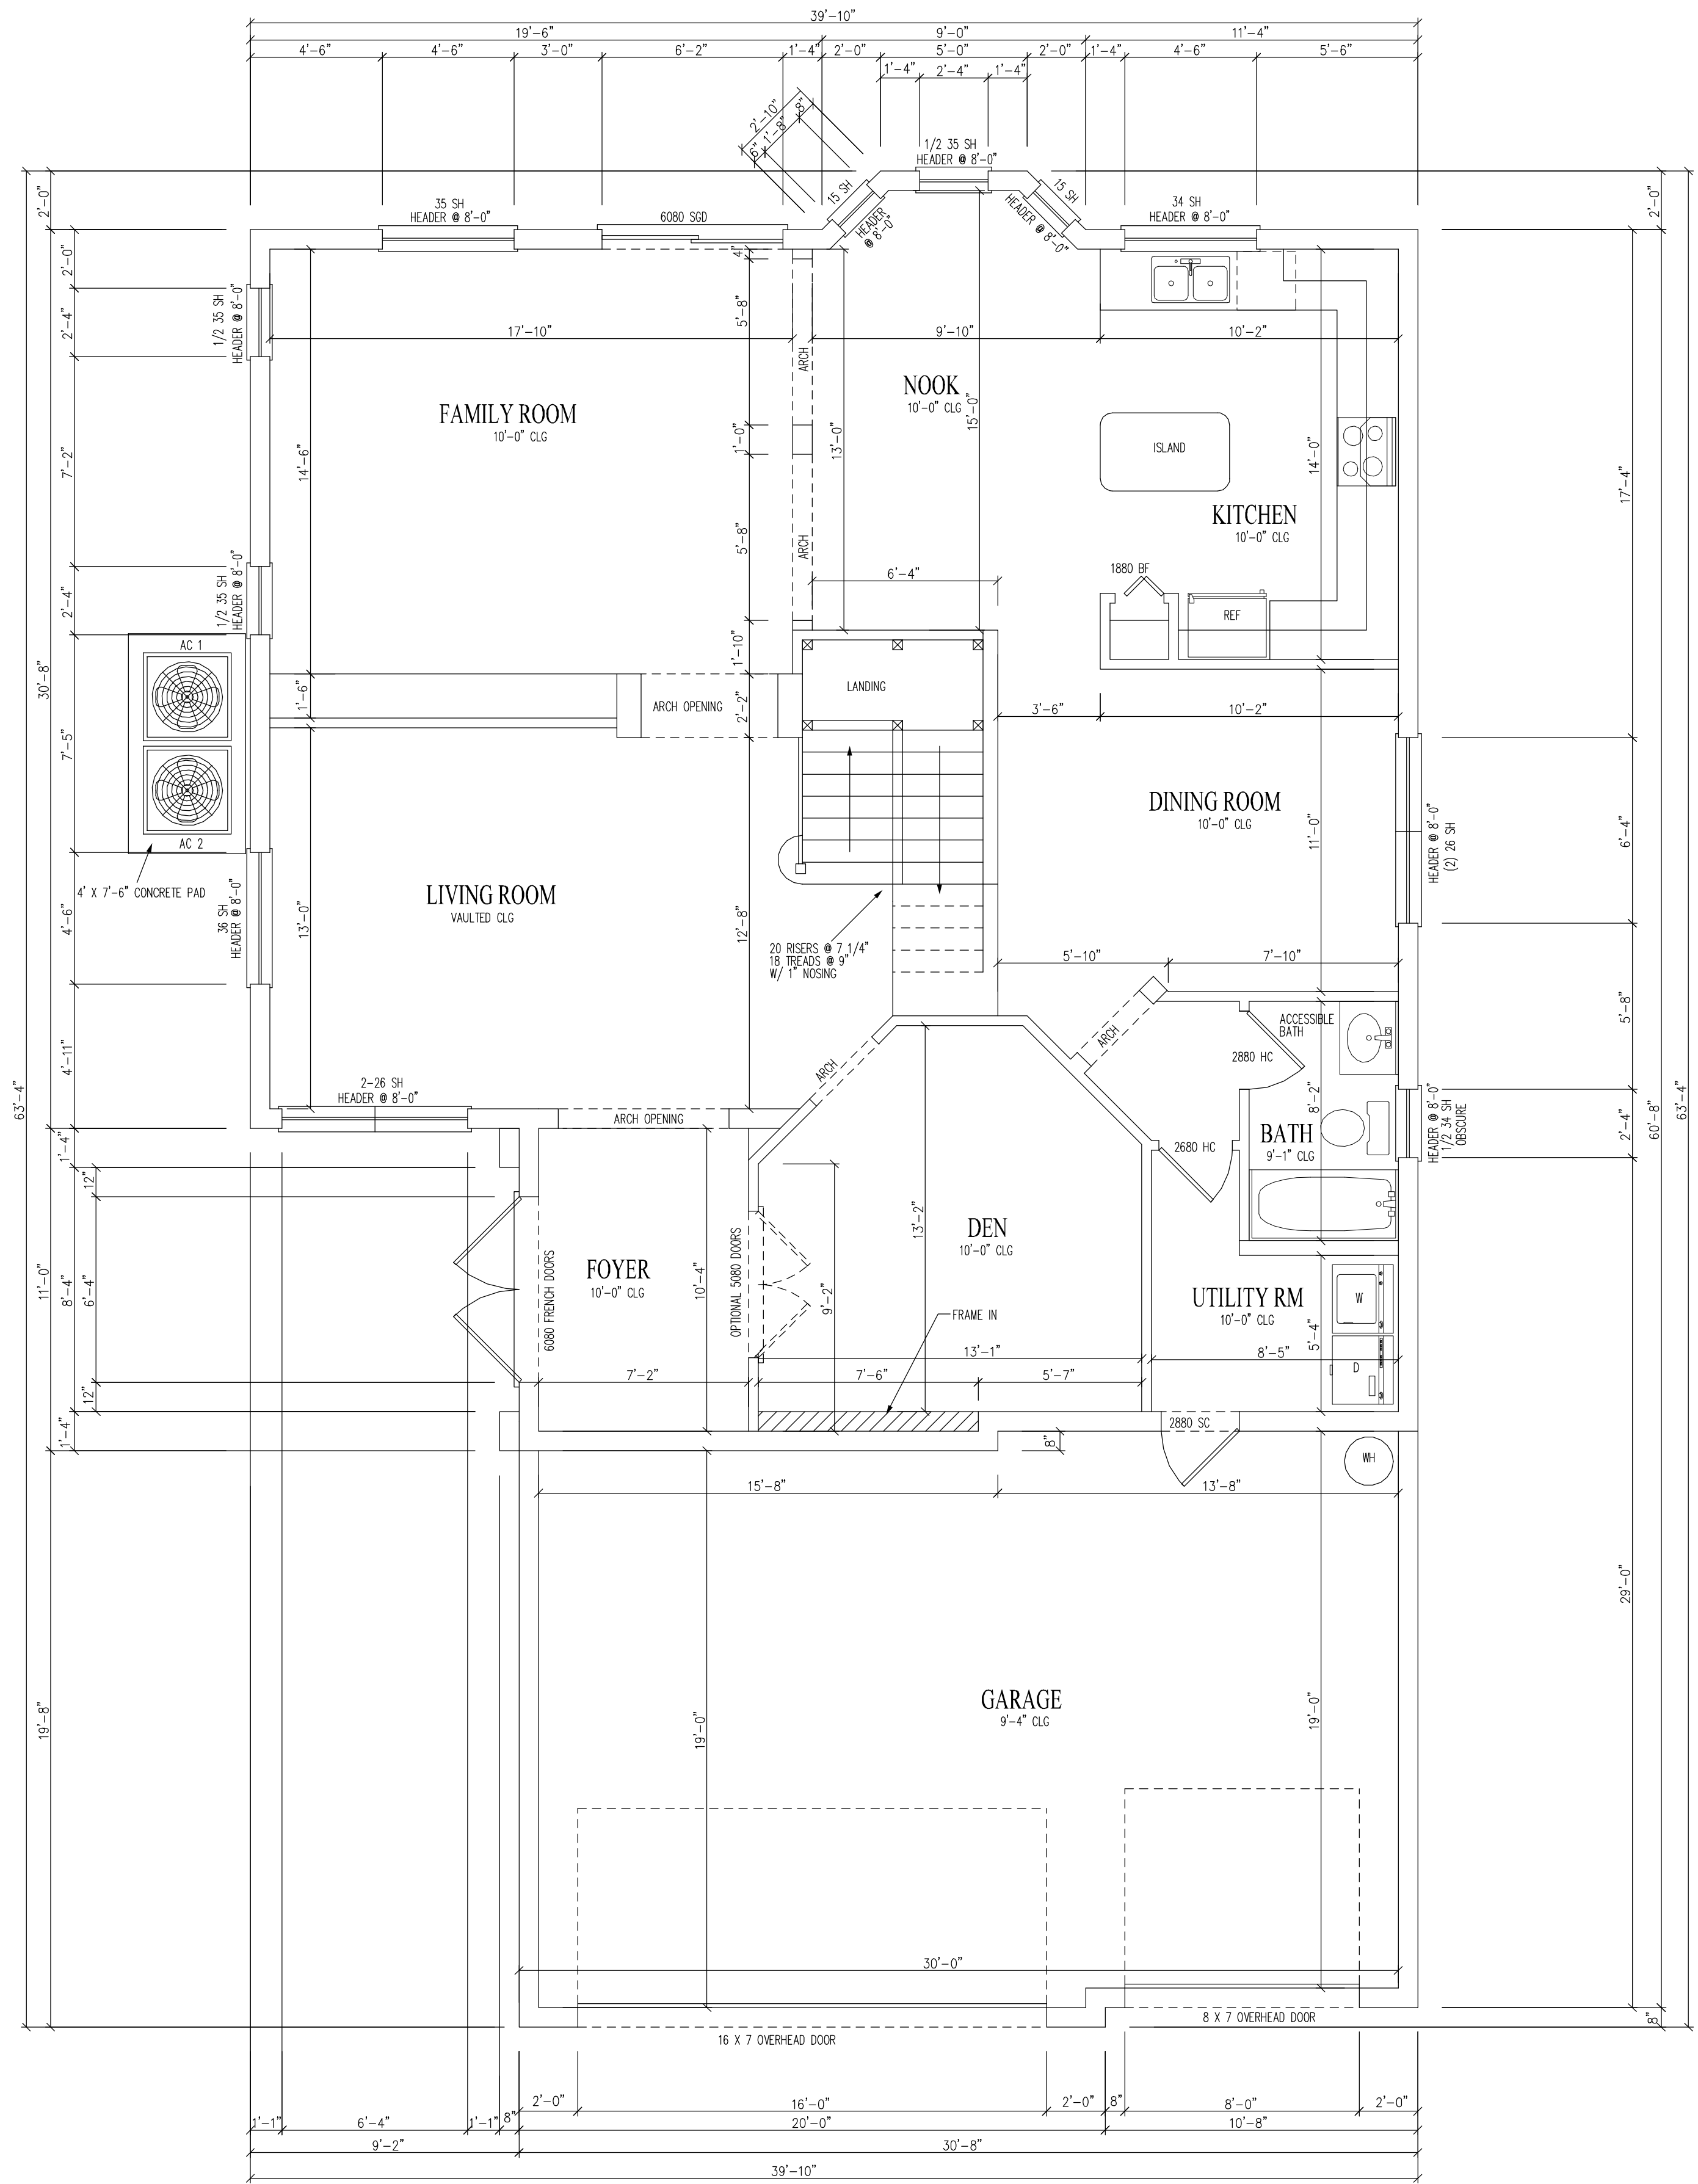 39'-10"
19'-6"
9'-0"
11'-4"
4'-6"
4'-6"
3'-0"
6'-2"
1'-4"
2'-0"
5'-0"
2'-0"
1'-4"
4'-6"
5'-6"
1'-4"
2'-4"
1'-4"
2'-10"
6"
1'-8"
8"
1/2 35 SH
HEADER @ 8'-0"
15 SH
HEADER
@ 8'-0"
15 SH
HEADER @ 8'-0"
35 SH
HEADER @ 8'-0"
6080 SGD
34 SH
HEADER @ 8'-0"
2'-0"
2'-0"
2'-0"
4"
1/2 35 SH
HEADER @ 8'-0"
2'-4"
5'-8"
17'-10"
9'-10"
10'-2"
ARCH
FAMILY ROOM
10'-0" CLG
NOOK
10'-0" CLG
15'-0"
13'-0"
1'-0"
14'-6"
7'-2"
ISLAND
14'-0"
17'-4"
KITCHEN
10'-0" CLG
5'-8"
ARCH
6'-4"
1880 BF
REF
1/2 35 SH
HEADER @ 8'-0"
2'-4"
30'-8"
AC 1
AC 2
4' X 7'-6" CONCRETE PAD
7'-5"
1'-10"
1'-6"
2'-2"
ARCH OPENING
LANDING
3'-6"
10'-2"
DINING ROOM
10'-0" CLG
11'-0"
HEADER @ 8'-0"
(2) 26 SH
6'-4"
LIVING ROOM
VAULTED CLG
13'-0"
12'-8"
36 SH
HEADER @ 8'-0"
4'-6"
20 RISERS @ 7 1/4"
18 TREADS @ 9"
W/ 1" NOSING
5'-10"
7'-10"
5'-8"
4'-11"
ACCESSIBLE
BATH
2880 HC
ARCH
ARCH
63'-4"
2-26 SH
HEADER @ 8'-0"
ARCH OPENING
8'-2"
BATH
9'-1" CLG
2680 HC
HEADER @ 8'-0"
1/2 34 SH
OBSCURE
2'-4"
60'-8"
63'-4"
1'-4"
12"
11'-0"
8'-4"
6'-4"
12"
1'-4"
6080 FRENCH DOORS
FOYER
10'-0" CLG
10'-4"
OPTIONAL 5080 DOORS
9'-2"
13'-2"
DEN
10'-0" CLG
FRAME IN
UTILITY RM
10'-0" CLG
5'-4"
W
D
13'-1"
8'-5"
7'-2"
7'-6"
5'-7"
2880 SC
8"
WH
15'-8"
13'-8"
29'-0"
GARAGE
9'-4" CLG
19'-8"
19'-0"
19'-0"
30'-0"
16 X 7 OVERHEAD DOOR
8 X 7 OVERHEAD DOOR
8"
2'-0"
16'-0"
2'-0"
8"
8'-0"
2'-0"
1'-1"
6'-4"
1'-1"
8"
20'-0"
10'-8"
9'-2"
30'-8"
39'-10"